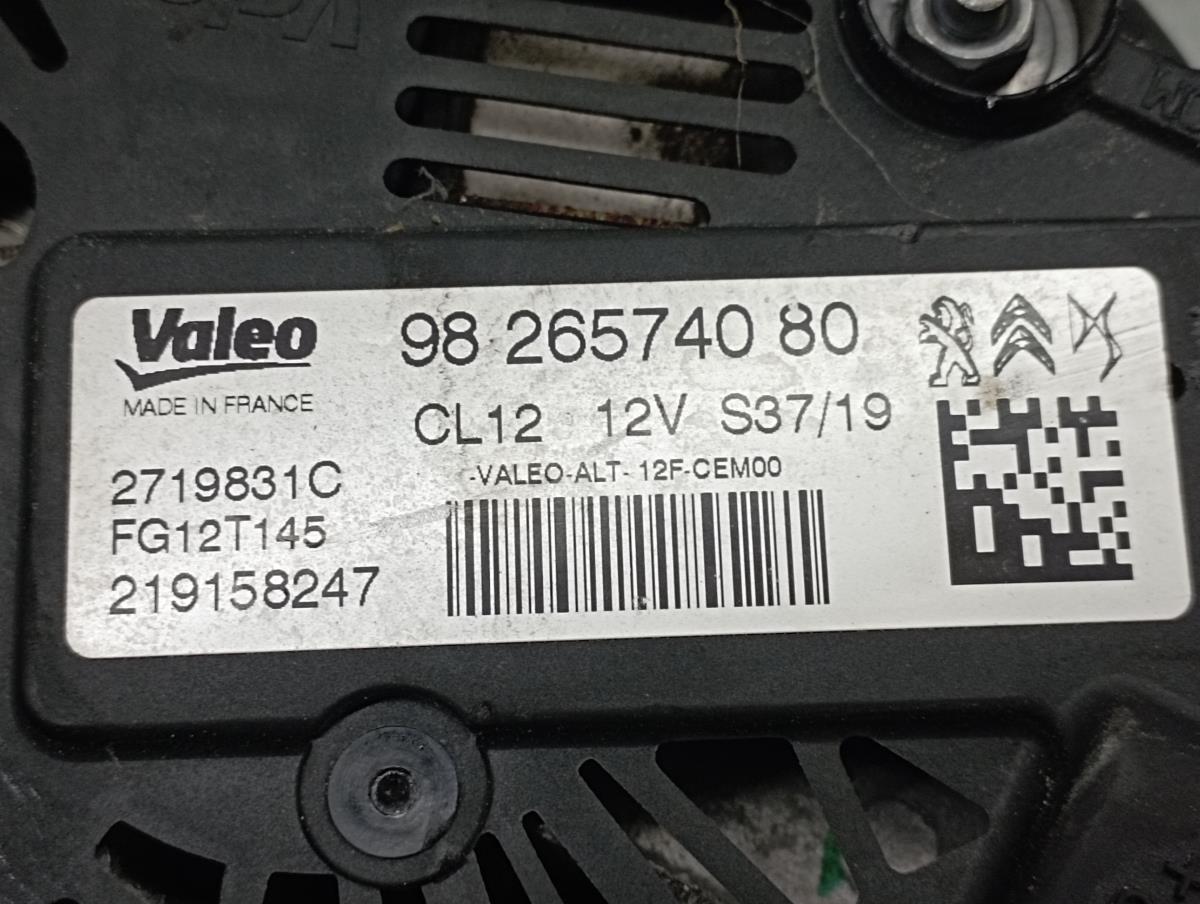 Valeo
98 265740 80
MADE IN FRANCE
CL12 12V S37/19
-VALEO-ALT- 12F-CEM00
2719831C
FG12T145
219158247